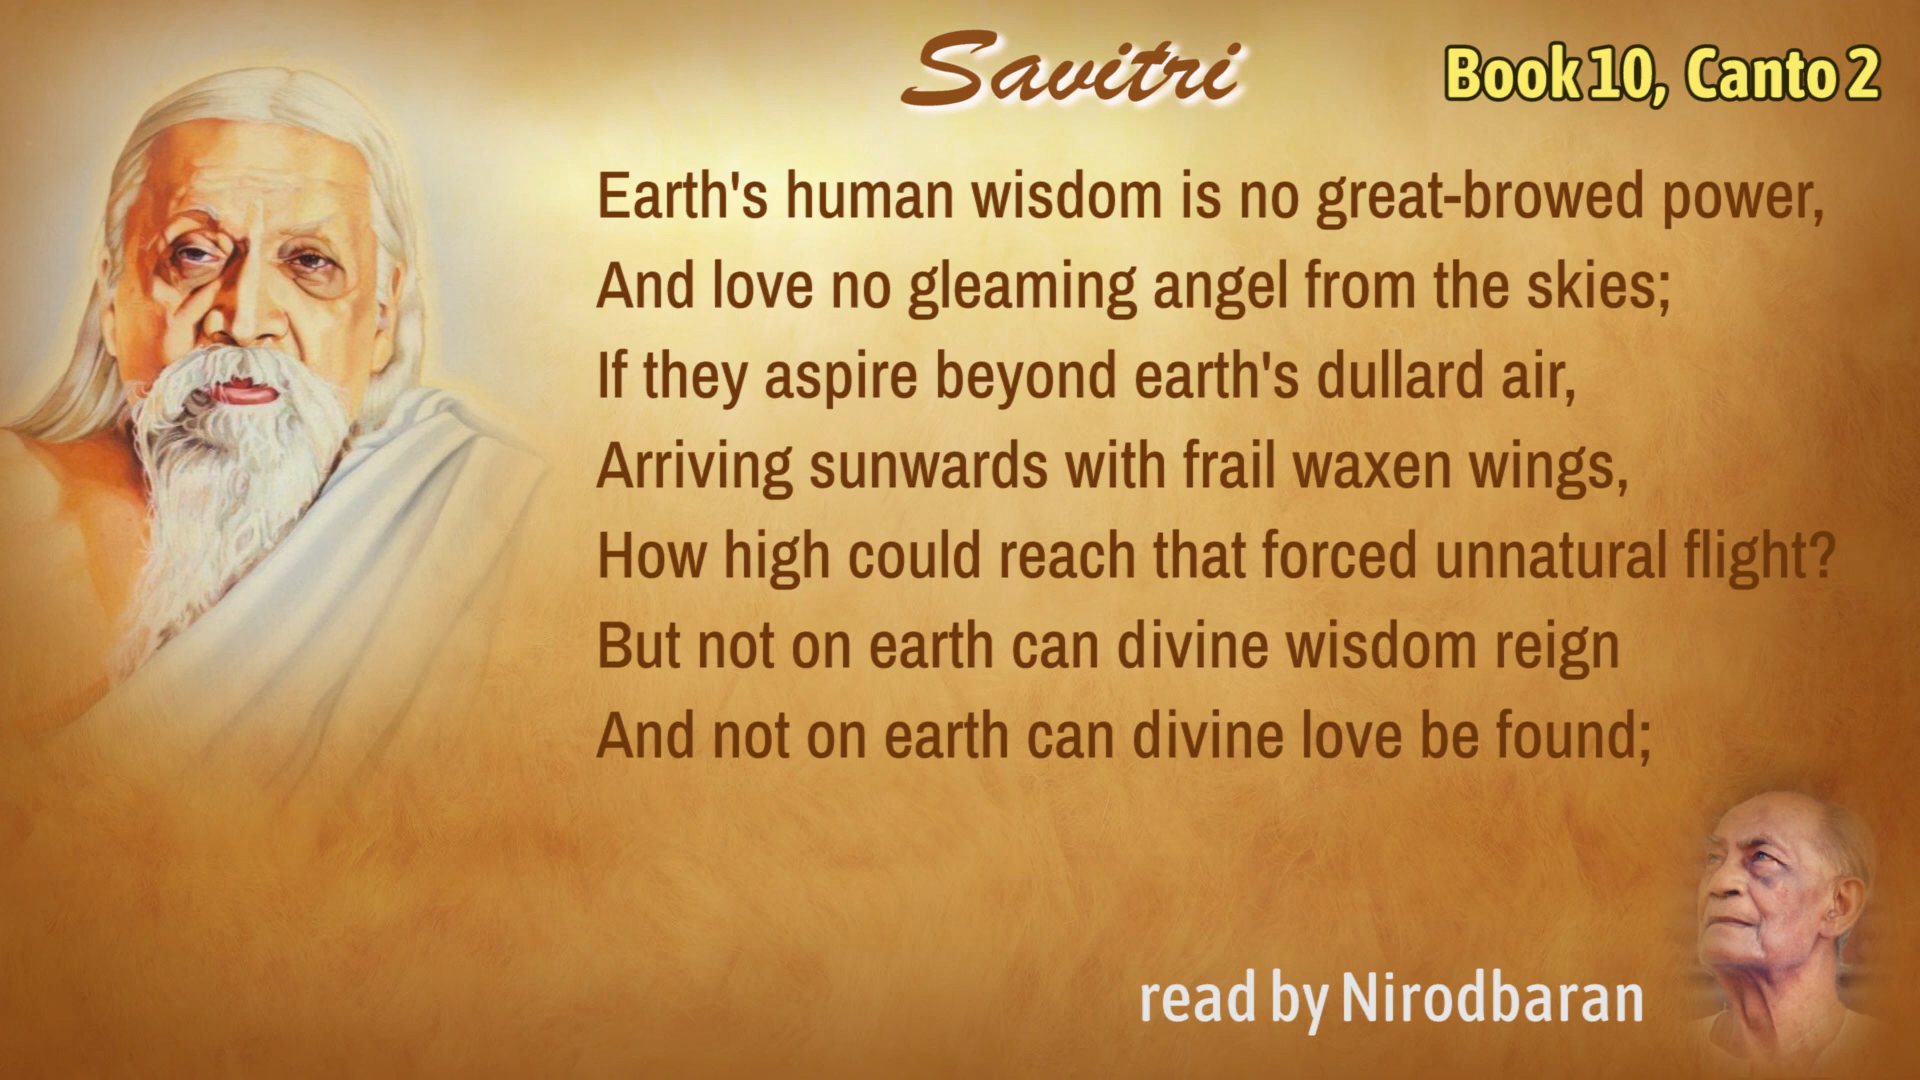 Savitri
Book 10, Canto 2
Earth's human wisdom is no great-browed power,
And love no gleaming angel from the skies;
If they aspire beyond earth's dullard air,
Arriving sunwards with frail waxen wings,
How high could reach that forced unnatural flight?
But not on earth can divine wisdom reign
And not on earth can divine love be found;
read by Nirodbaran